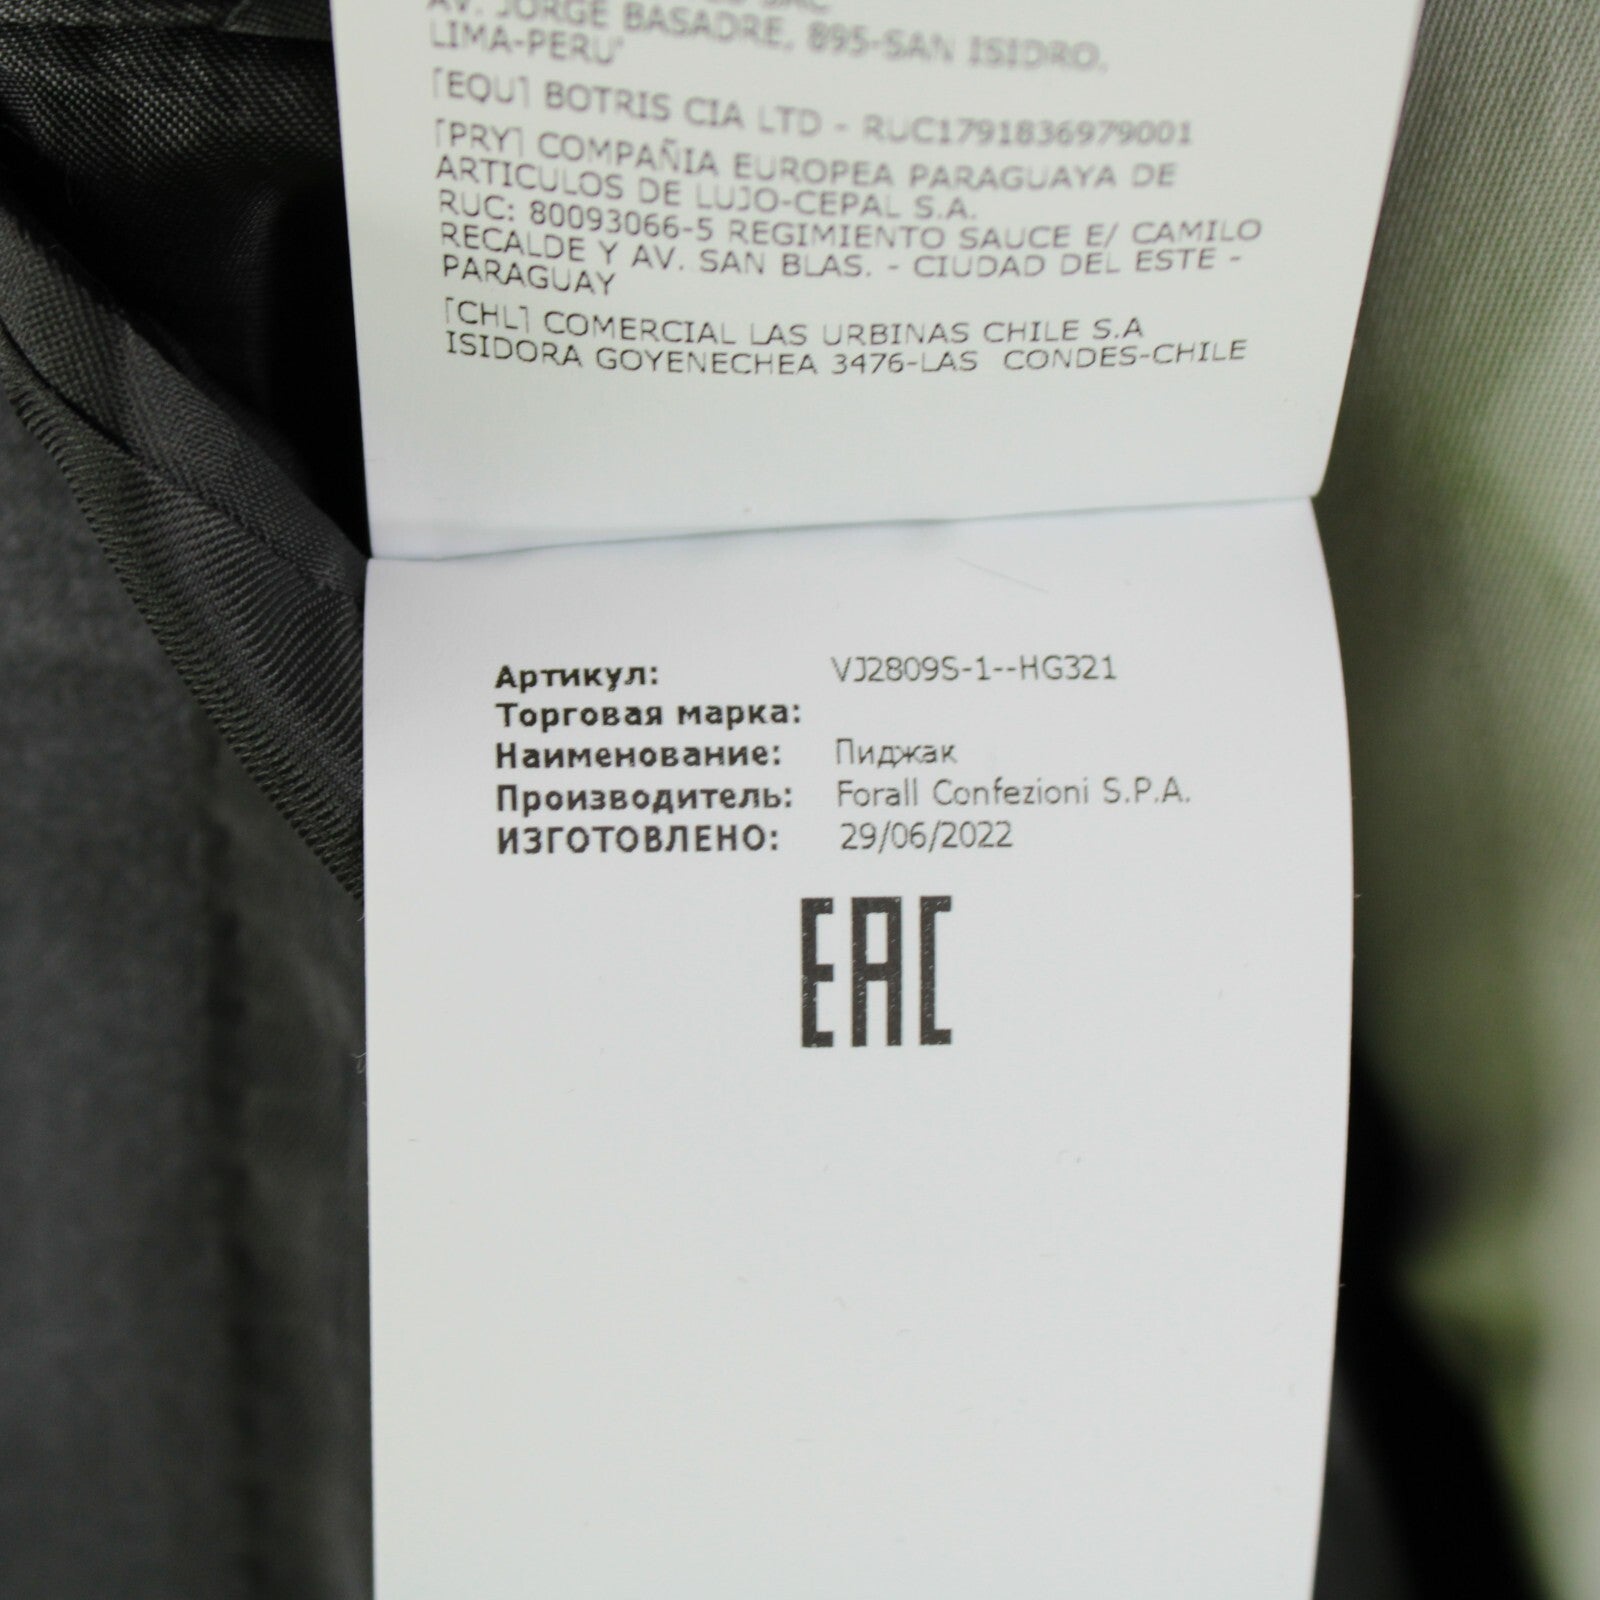 AV. JORGE BASADRE, 895-SAN ISIDRO,
LIMA-PERU'
[EQU] BOTRIS CIA LTD - RUC1791836979001
[PRY] COMPAÑIA EUROPEA PARAGUAYA DE
ARTICULOS DE LUJO-CEPAL S.A.
RUC: 80093066-5 REGIMIENTO SAUCE E/ CAMILO
RECALDE Y AV. SAN BLAS. - CIUDAD DEL ESTE -
PARAGUAY
[CHL] COMERCIAL LAS URBINAS CHILE S.A
ISIDORA GOYENECHEA 3476-LAS CONDES-CHILE
Артикул: VJ2809S-1--HG321
Торговая марка:
Наименование: Пиджак
Производитель: Forall Confezioni S.P.A.
ИЗГОТОВЛЕНО: 29/06/2022
EAC